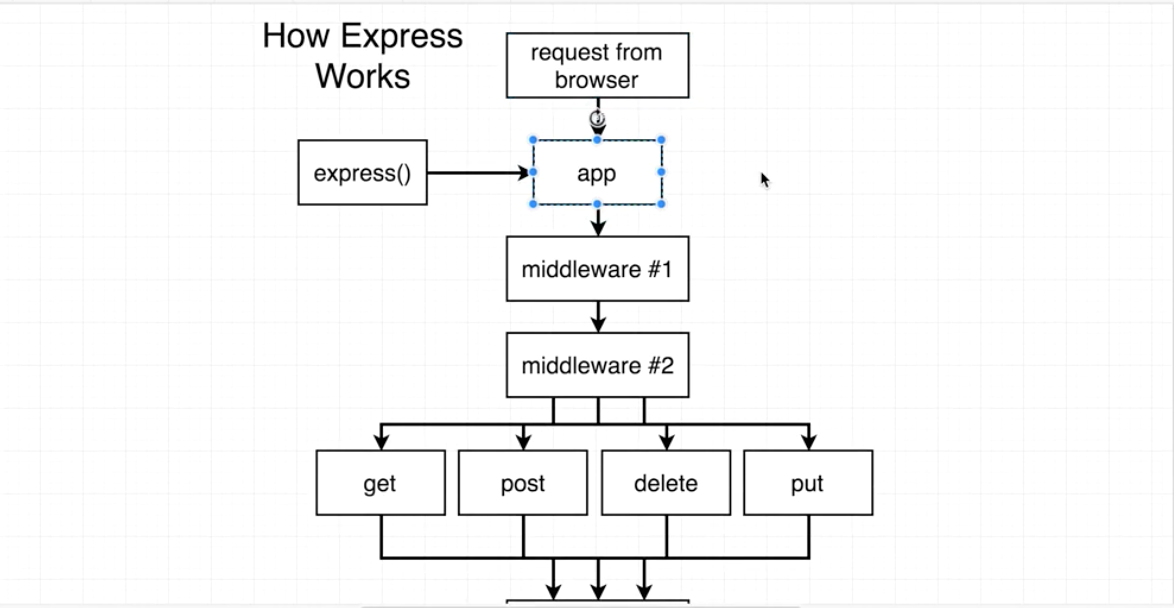 How Express
Works
request from
browser
express()
app
middleware #1
middleware #2
get
post
delete
put